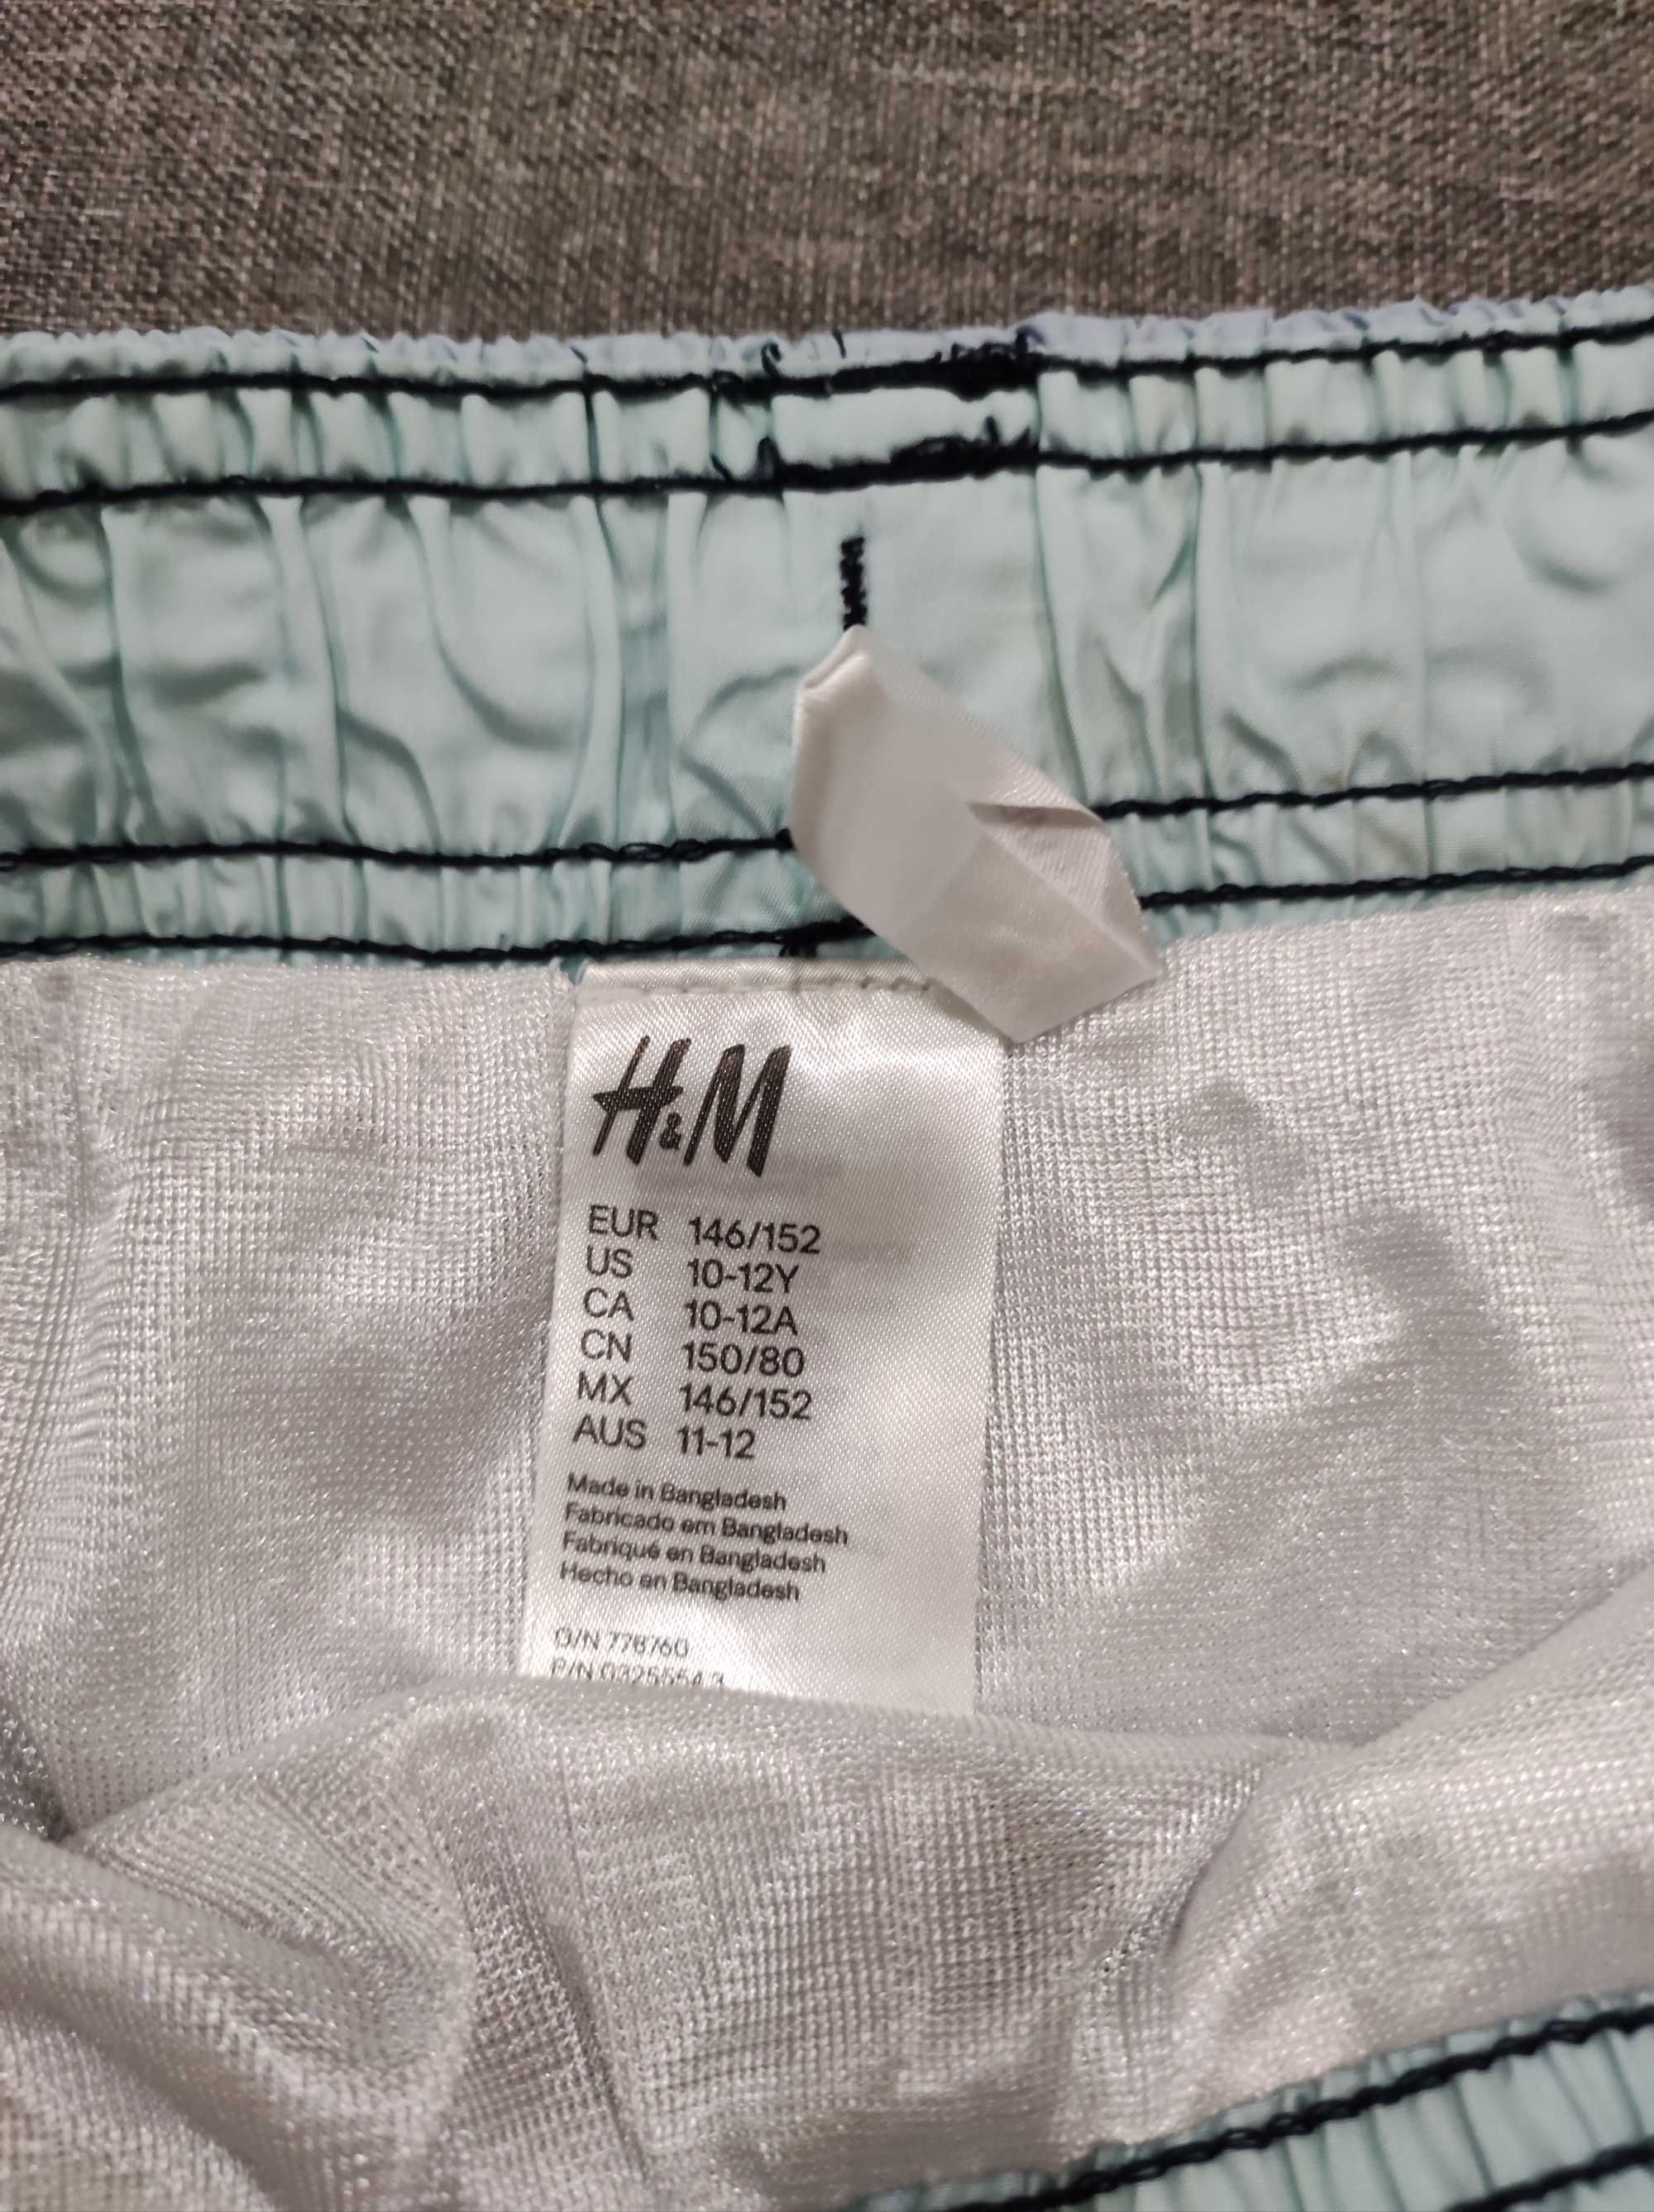 H&M
EUR 146/152
US 10-12Y
CA 10-12A
CN 150/80
MX 146/152
AUS 11-12
Made in Bangladesh
Fabricado em Bangladesh
Fabriqué en Bangladesh
Hecho en Bangladesh
O/N 778760
P/N